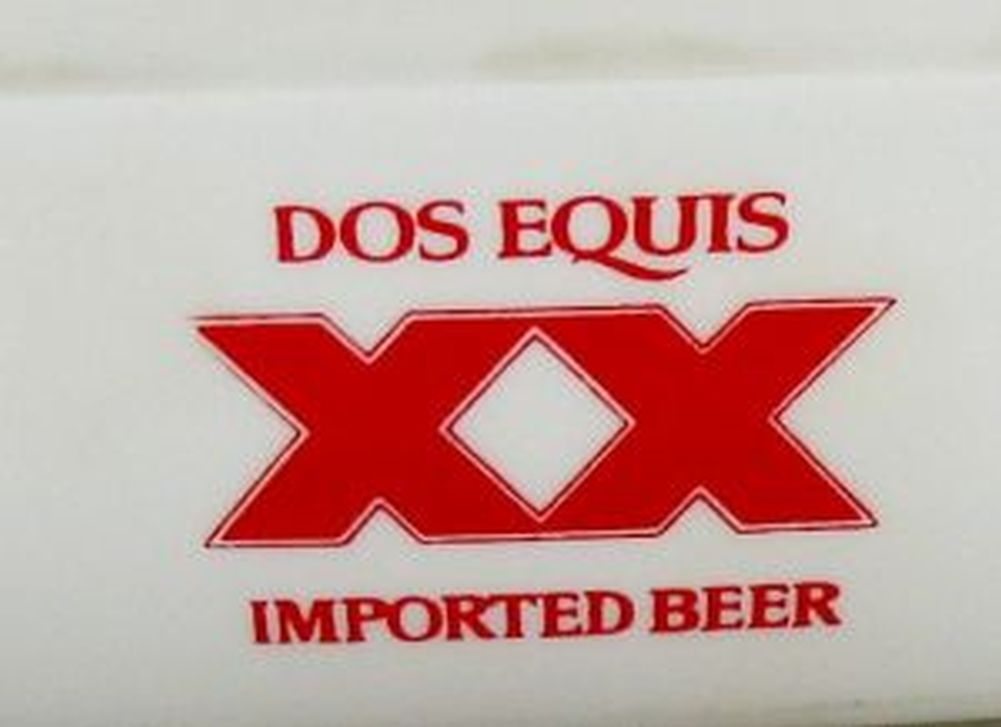 DOS EQUIS
XX
IMPORTED BEER